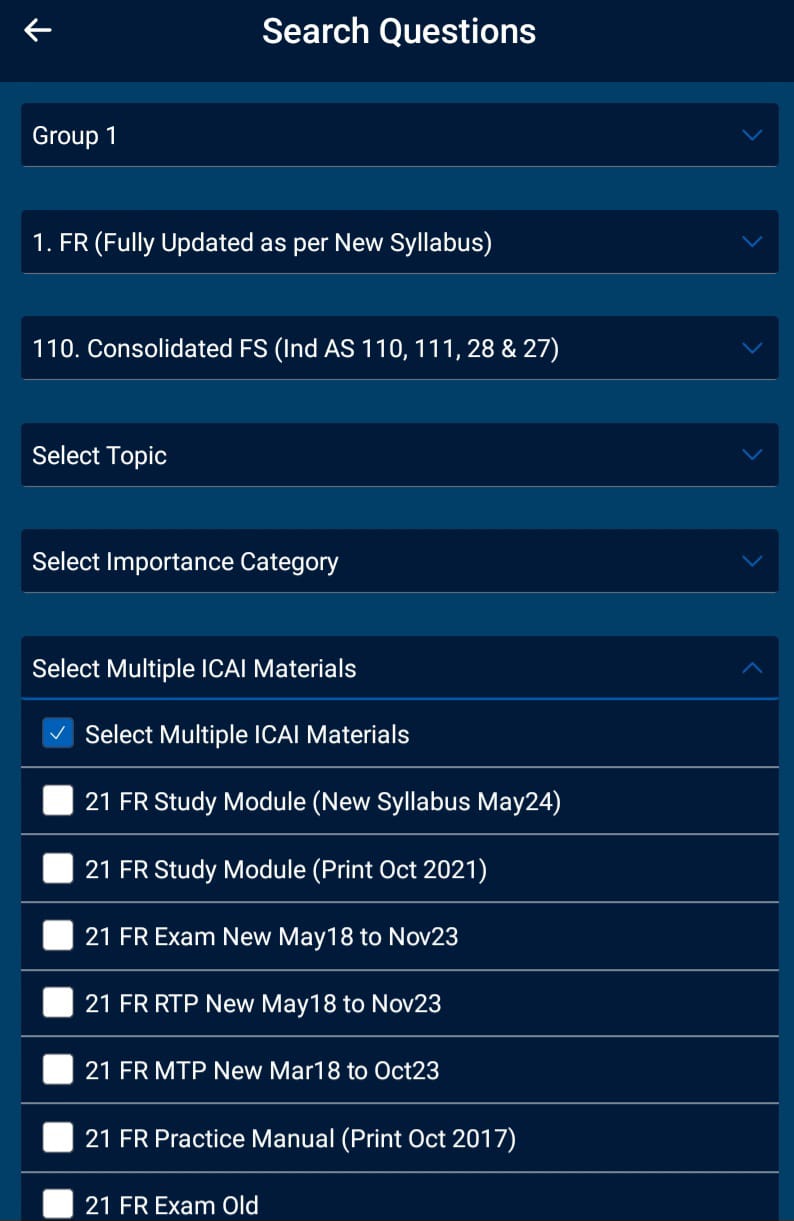 Search Questions
Group 1
1. FR (Fully Updated as per New Syllabus)
110. Consolidated FS (Ind AS 110, 111, 28 & 27)
Select Topic
Select Importance Category
Select Multiple ICAI Materials
Select Multiple ICAI Materials
21 FR Study Module (New Syllabus May24)
21 FR Study Module (Print Oct 2021)
21 FR Exam New May18 to Nov23
21 FR RTP New May18 to Nov23
21 FR MTP New Mar18 to Oct23
21 FR Practice Manual (Print Oct 2017)
21 FR Exam Old